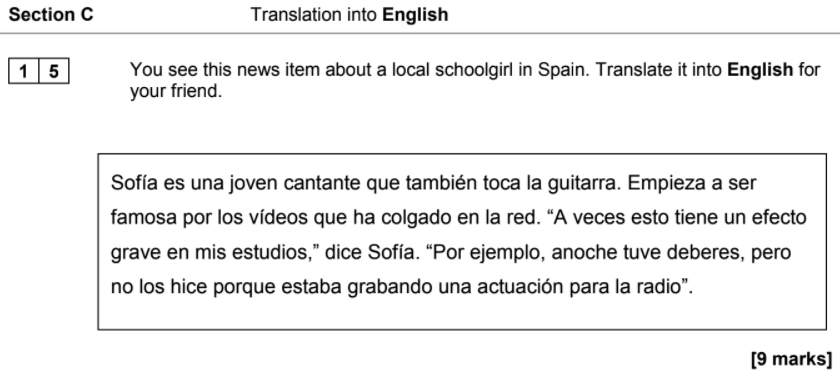 Section C Translation into English
1 5 You see this news item about a local schoolgirl in Spain. Translate it into English for
your friend.
Sofía es una joven cantante que también toca la guitarra. Empieza a ser
famosa por los vídeos que ha colgado en la red. “A veces esto tiene un efecto
grave en mis estudios,” dice Sofía. “Por ejemplo, anoche tuve deberes, pero
no los hice porque estaba grabando una actuación para la radio”.
[9 marks]